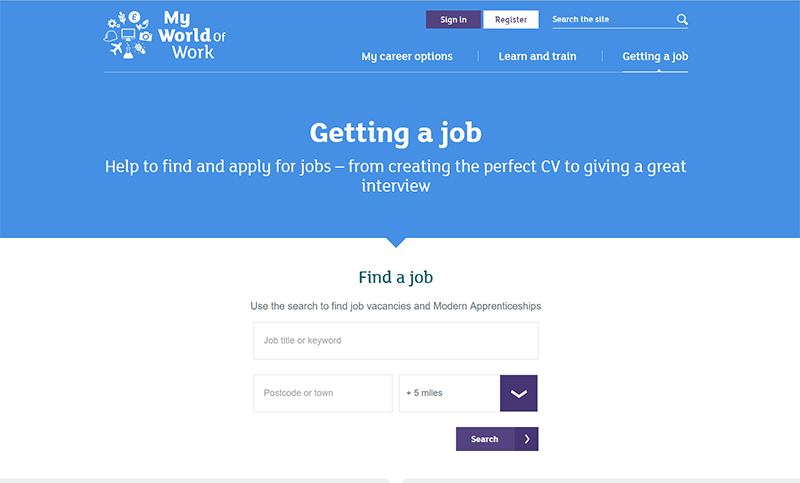 My
World Of
Work
Sign in
Register
Search the site
My career options
Learn and train
Getting a job
Getting a job
Help to find and apply for jobs – from creating the perfect CV to giving a great
interview
Find a job
Use the search to find job vacancies and Modern Apprenticeships
Job title or keyword
Postcode or town
+ 5 miles
Search